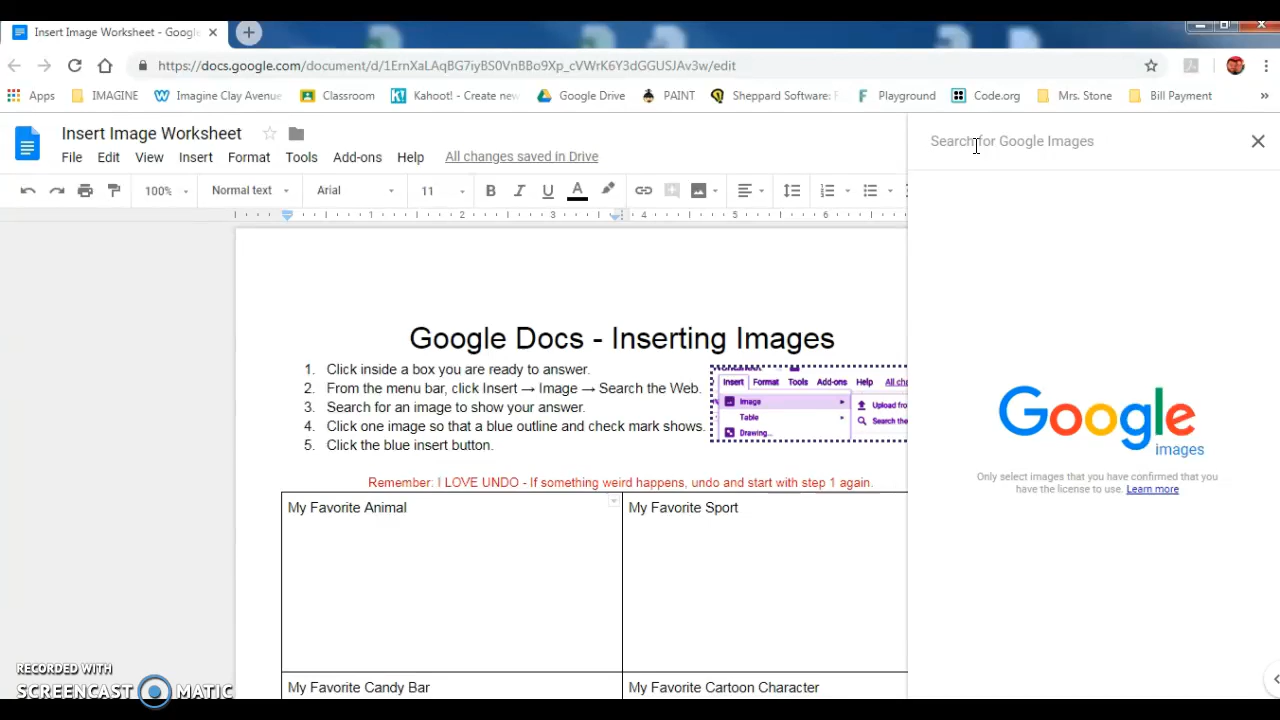 Insert Image Worksheet - Google
https://docs.google.com/document/d/1ErnXaLAqBG7iyBS0VnBBo9Xp_cVWrK6Y3dGGUSJAv3w/edit
Apps IMAGINE Imagine Clay Avenue Classroom Kahoot! - Create new Google Drive PAINT Sheppard Software: F Playground Code.org Mrs. Stone Bill Payment »
Insert Image Worksheet
Search for Google Images
File Edit View Insert Format Tools Add-ons Help All changes saved in Drive
100% Normal text Arial 11 B I U A
1 2 3 4 5 6
Google Docs - Inserting Images
1. Click inside a box you are ready to answer.
2. From the menu bar, click Insert → Image → Search the Web.
3. Search for an image to show your answer.
4. Click one image so that a blue outline and check mark shows.
5. Click the blue insert button.
Insert Format Tools Add-ons Help All ch
Image Upload fro
Table Search the
Drawing...
Google
images
Only select images that you have confirmed that you
have the license to use. Learn more
Remember: I LOVE UNDO - If something weird happens, undo and start with step 1 again.
My Favorite Animal My Favorite Sport
My Favorite Candy Bar My Favorite Cartoon Character
RECORDED WITH
SCREENCAST MATIC